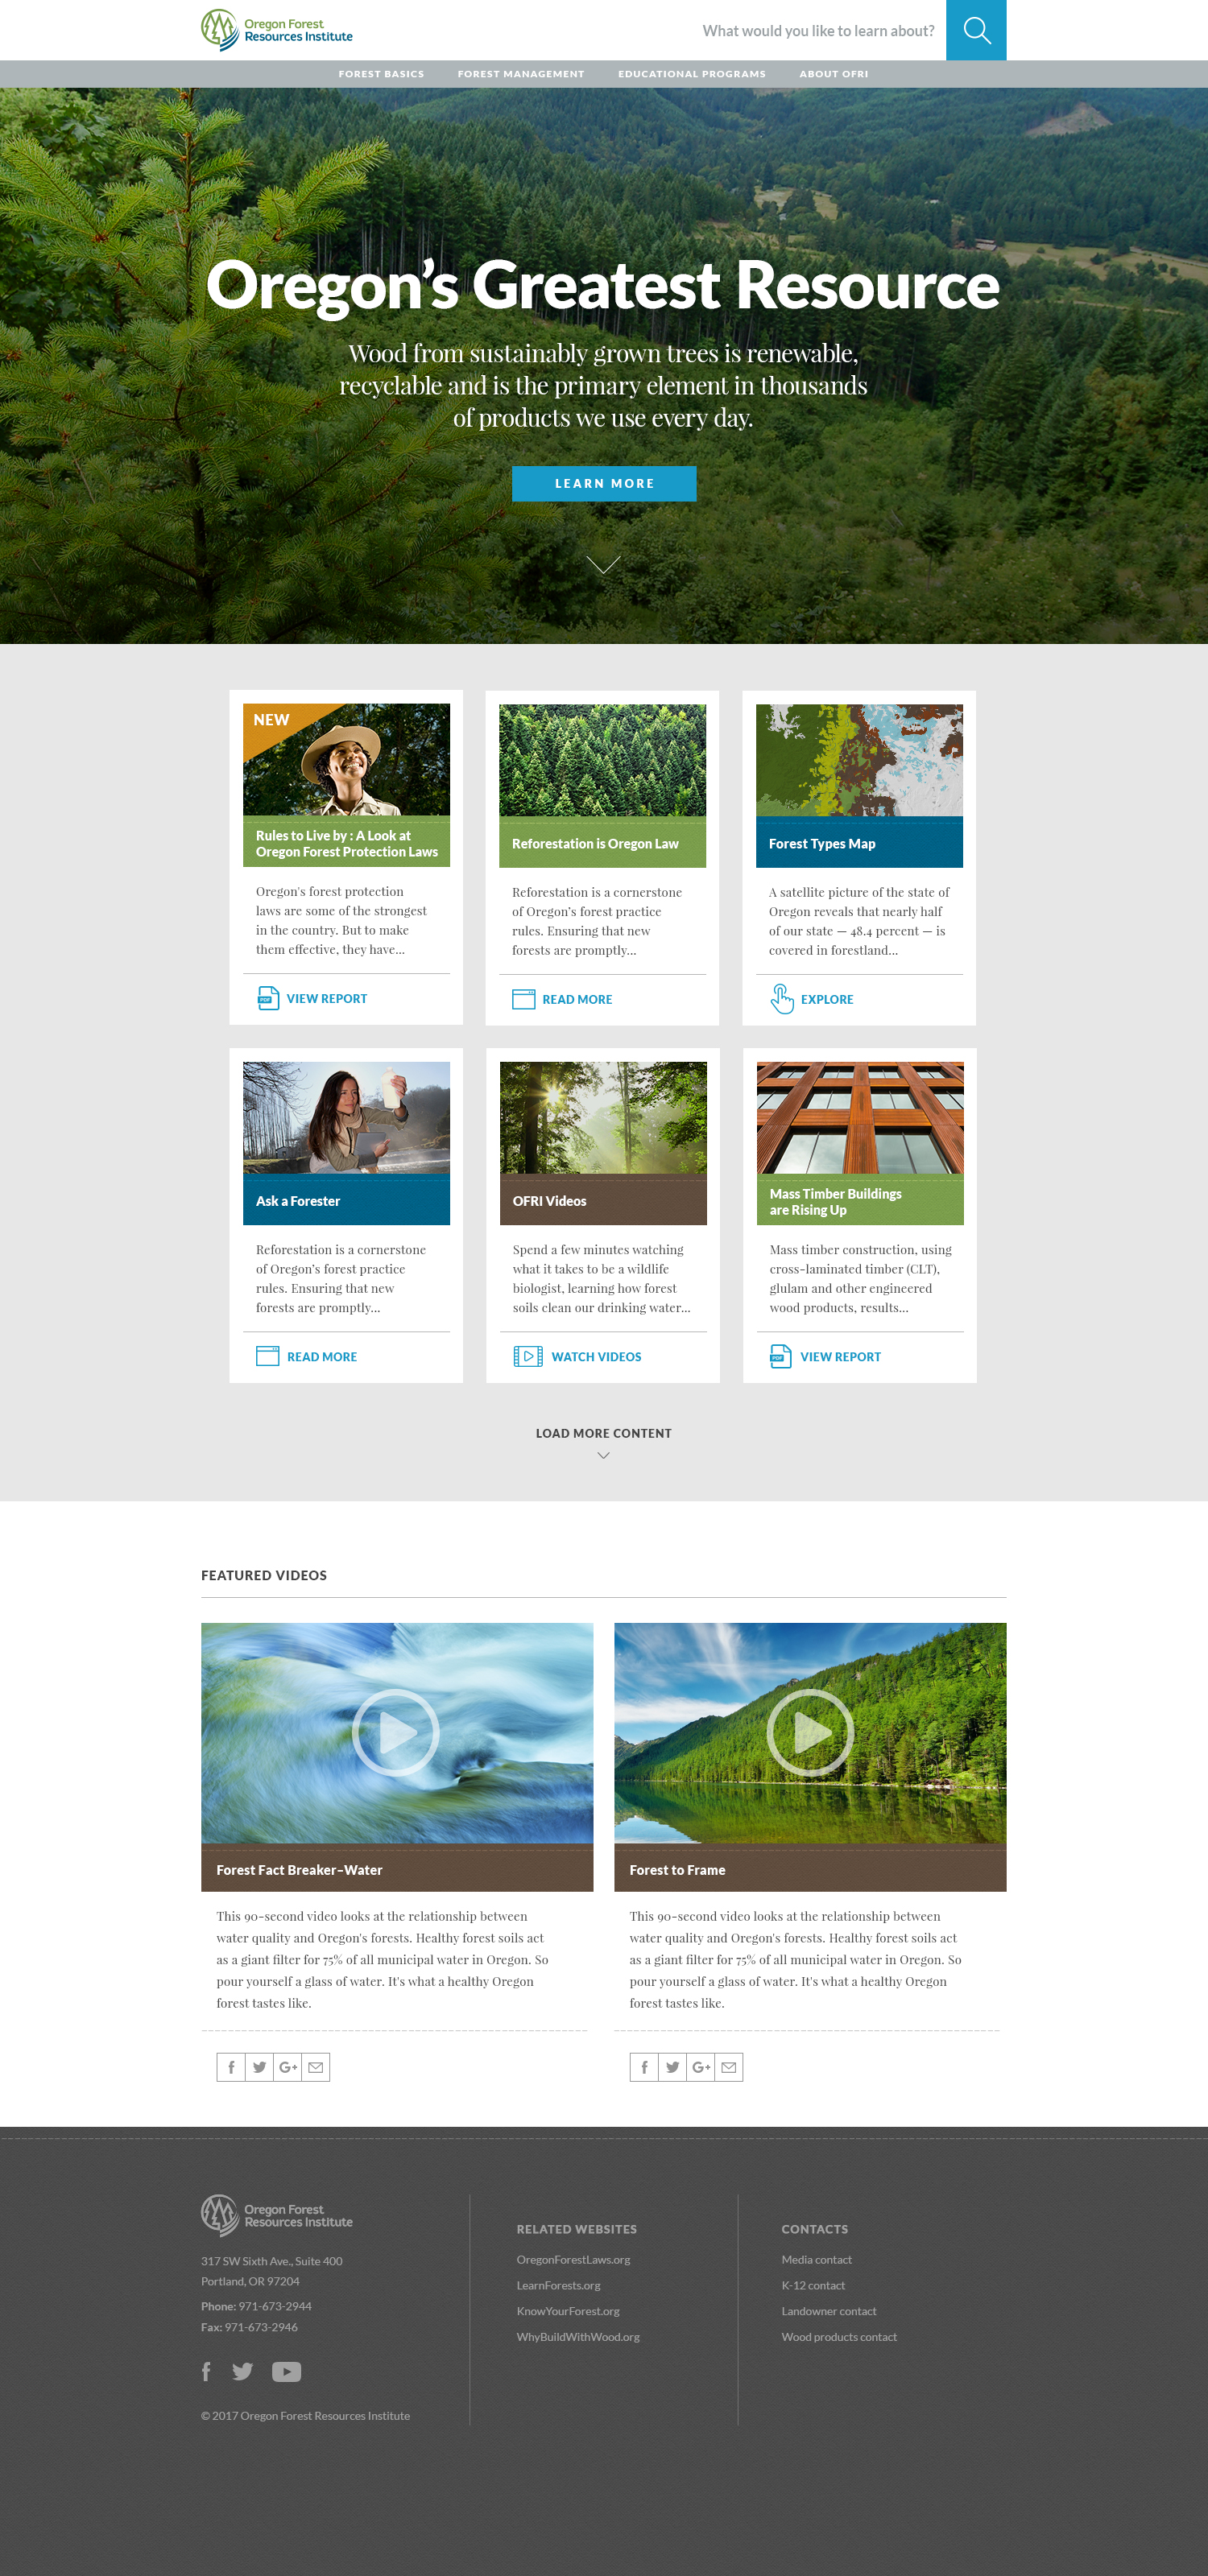 Oregon Forest
Resources Institute
What would you like to learn about?
FOREST BASICS
FOREST MANAGEMENT
EDUCATIONAL PROGRAMS
ABOUT OFRI
Oregon's Greatest Resource
Wood from sustainably grown trees is renewable,
recyclable and is the primary element in thousands
of products we use every day.
LEARN MORE
NEW
Rules to Live by : A Look at
Oregon Forest Protection Laws
Oregon's forest protection
laws are some of the strongest
in the country. But to make
them effective, they have...
PDF
VIEW REPORT
Reforestation is Oregon Law
Reforestation is a cornerstone
of Oregon's forest practice
rules. Ensuring that new
forests are promptly...
READ MORE
Forest Types Map
A satellite picture of the state of
Oregon reveals that nearly half
of our state — 48.4 percent — is
covered in forestland...
EXPLORE
Ask a Forester
Reforestation is a cornerstone
of Oregon's forest practice
rules. Ensuring that new
forests are promptly...
READ MORE
OFRI Videos
Spend a few minutes watching
what it takes to be a wildlife
biologist, learning how forest
soils clean our drinking water...
WATCH VIDEOS
Mass Timber Buildings
are Rising Up
Mass timber construction, using
cross-laminated timber (CLT),
glulam and other engineered
wood products, results...
PDF
VIEW REPORT
LOAD MORE CONTENT
FEATURED VIDEOS
Forest Fact Breaker–Water
This 90-second video looks at the relationship between
water quality and Oregon's forests. Healthy forest soils act
as a giant filter for 75% of all municipal water in Oregon. So
pour yourself a glass of water. It's what a healthy Oregon
forest tastes like.
f
G+
Forest to Frame
This 90-second video looks at the relationship between
water quality and Oregon's forests. Healthy forest soils act
as a giant filter for 75% of all municipal water in Oregon. So
pour yourself a glass of water. It's what a healthy Oregon
forest tastes like.
f
G+
Oregon Forest
Resources Institute
317 SW Sixth Ave., Suite 400
Portland, OR 97204
Phone: 971-673-2944
Fax: 971-673-2946
f
© 2017 Oregon Forest Resources Institute
RELATED WEBSITES
OregonForestLaws.org
LearnForests.org
KnowYourForest.org
WhyBuildWithWood.org
CONTACTS
Media contact
K-12 contact
Landowner contact
Wood products contact